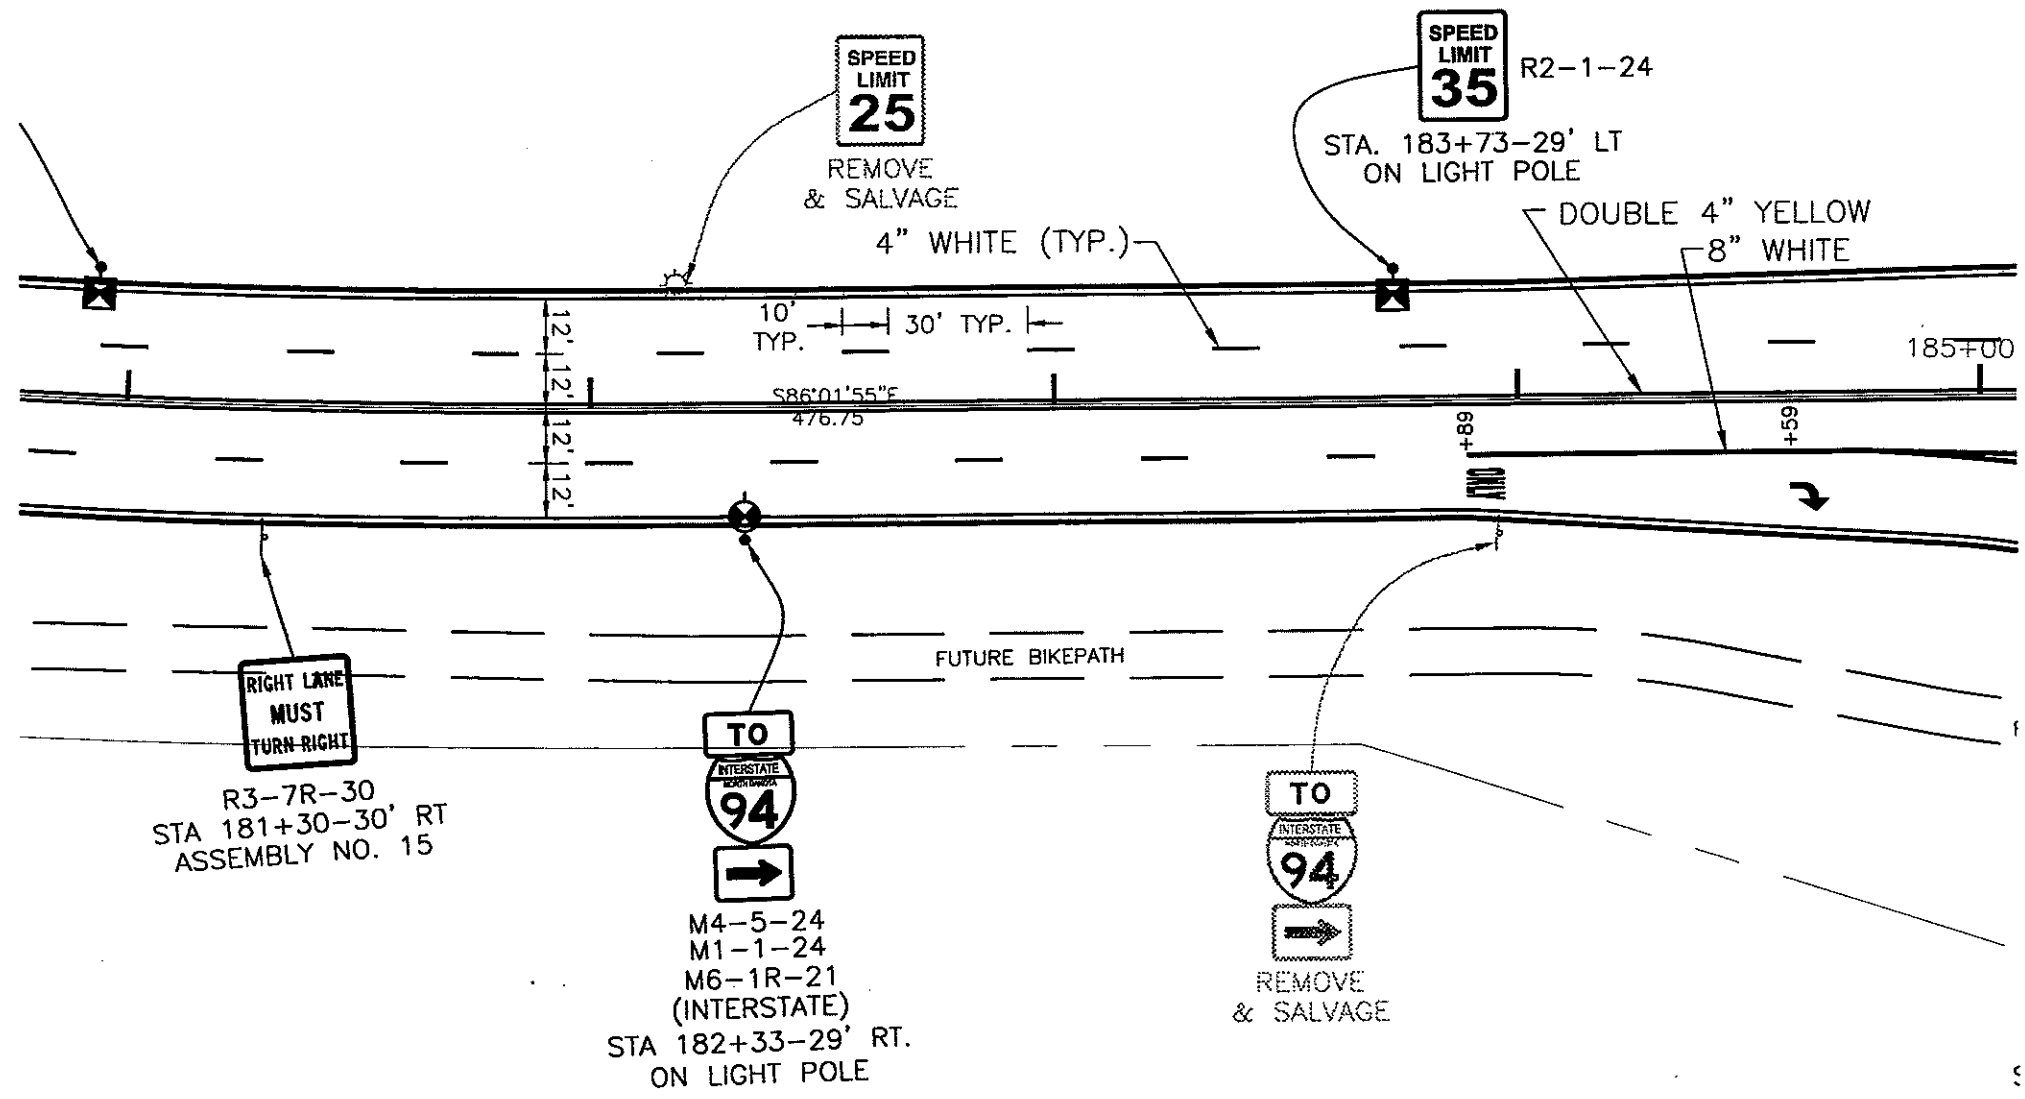 SPEED
LIMIT
25
REMOVE
& SALVAGE
SPEED
LIMIT
35
R2-1-24
STA. 183+73-29' LT
ON LIGHT POLE
4" WHITE (TYP.)
DOUBLE 4" YELLOW
8" WHITE
10'
TYP.
30' TYP.
12'
12'
12'
12'
S86°01'55"E
476.75
185+00
+89
+59
ONLY
FUTURE BIKEPATH
RIGHT LANE
MUST
TURN RIGHT
R3-7R-30
STA 181+30-30' RT
ASSEMBLY NO. 15
TO
INTERSTATE
NORTH DAKOTA
94
M4-5-24
M1-1-24
M6-1R-21
(INTERSTATE)
STA 182+33-29' RT.
ON LIGHT POLE
TO
INTERSTATE
94
REMOVE
& SALVAGE